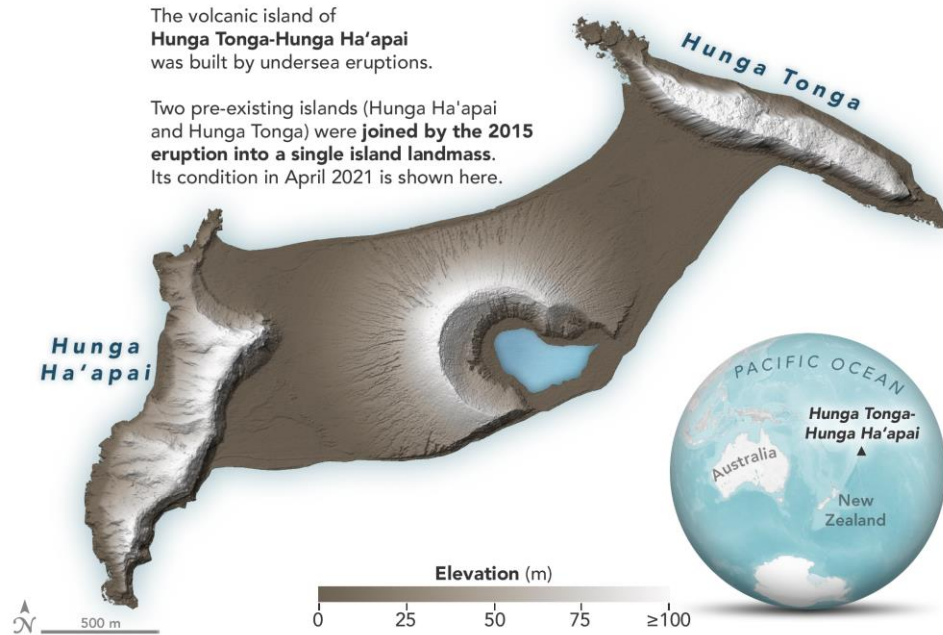 The volcanic island of
Hunga Tonga-Hunga Ha‘apai
was built by undersea eruptions.
Two pre-existing islands (Hunga Ha'apai
and Hunga Tonga) were joined by the 2015
eruption into a single island landmass.
Its condition in April 2021 is shown here.
Hunga Tonga
Hunga
Ha‘apai
PACIFIC OCEAN
Hunga Tonga-
Hunga Ha‘apai
Australia
New
Zealand
Elevation (m)
0 25 50 75 ≥100
N
500 m